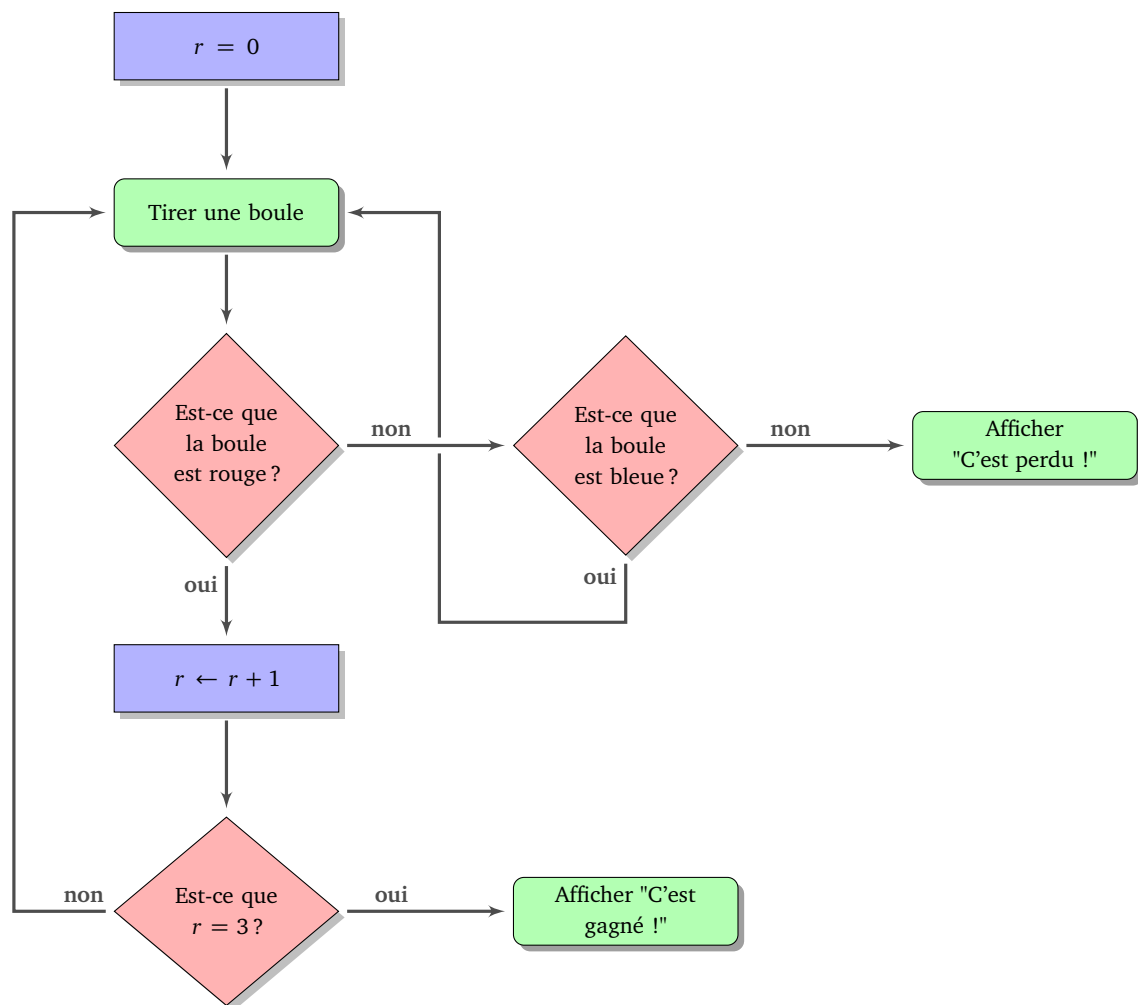 r = 0
Tirer une boule
Est-ce que
la boule
est rouge ?
non
Est-ce que
la boule
est bleue ?
non
Afficher
"C'est perdu !"
oui
oui
r ← r + 1
non
Est-ce que
r = 3 ?
oui
Afficher "C'est
gagné !"